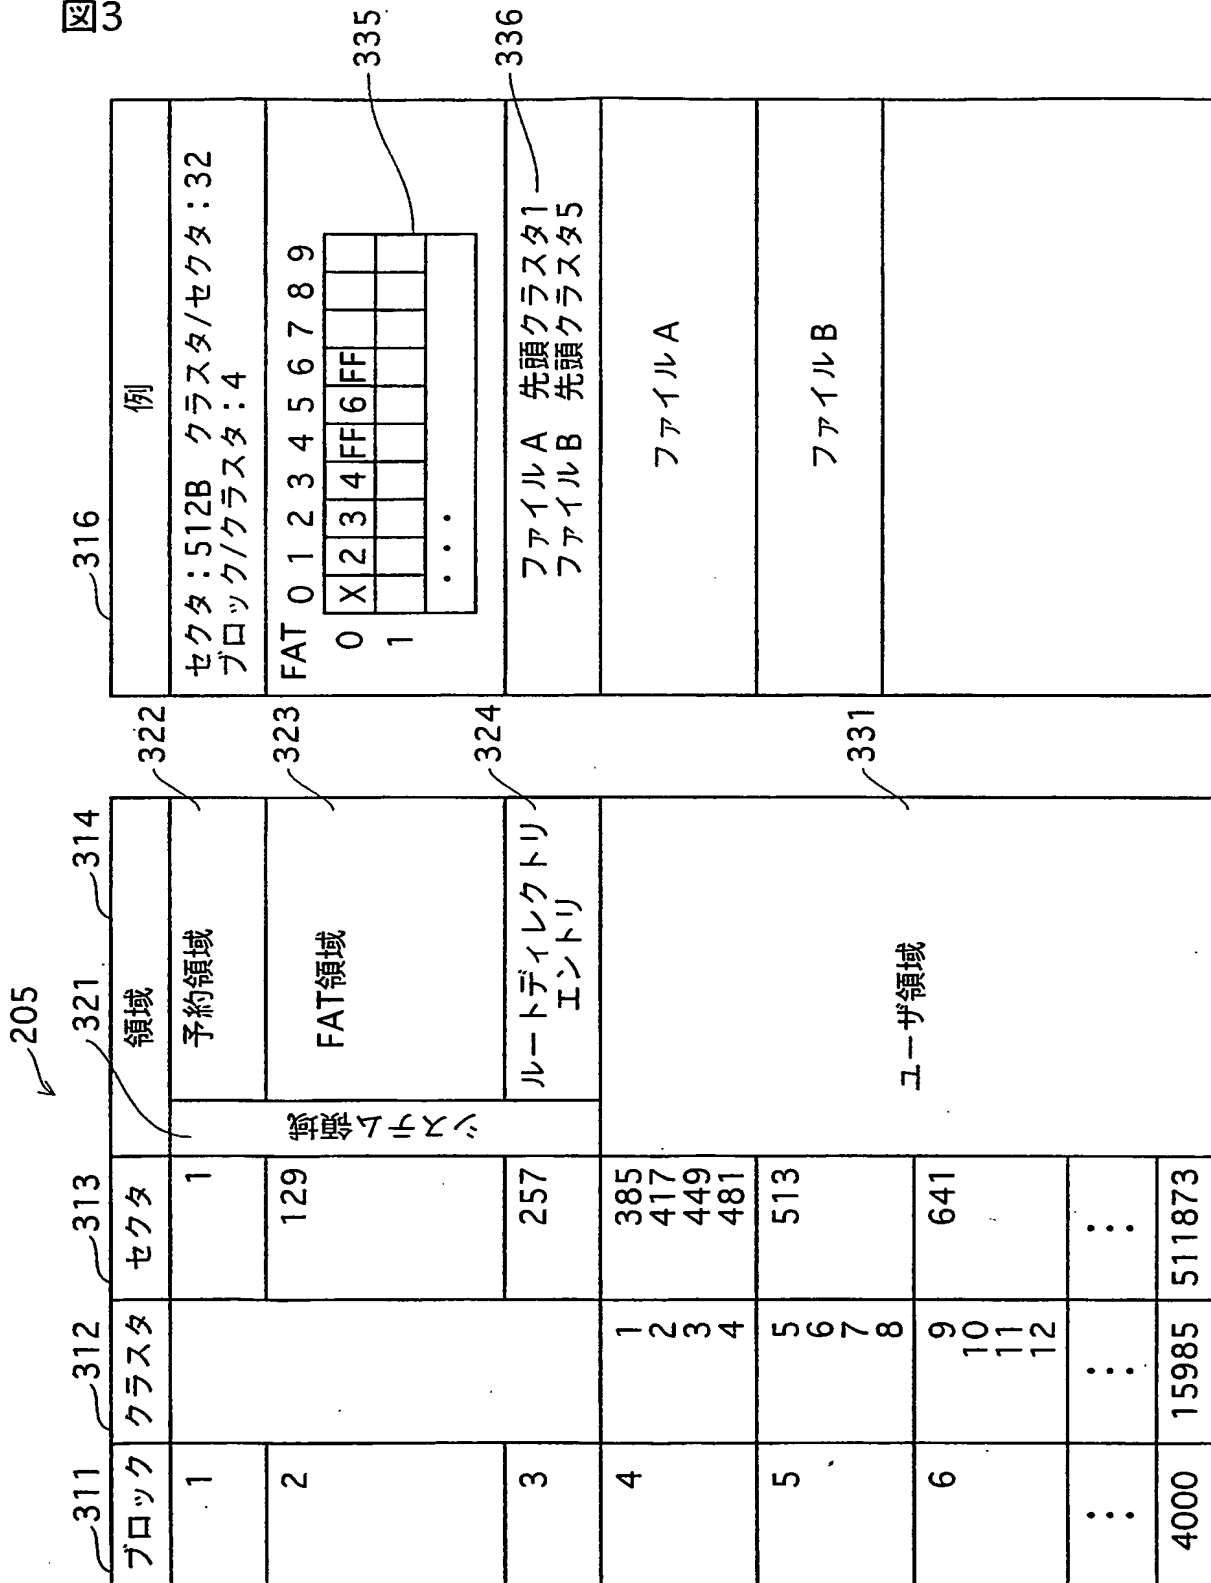 図3
205
311 312 313 321 314 316
ブロック クラスタ セクタ 領域 例
1 1 システム領域 予約領域 322
セクタ：512B クラスタ/セクタ：32
ブロック/クラスタ：4
2 129 FAT領域 323
FAT 0 1 2 3 4 5 6 7 8 9
0 X 2 3 4 FF 6 FF
1
・・・
335
3 257 ルートディレクトリ
エントリ
324
ファイルA 先頭クラスタ1
ファイルB 先頭クラスタ5
336
4 1 385
2 417
3 449
4 481
ユーザ領域
331
ファイルA
5 5 513
6
7
8
ファイルB
6 9 641
10
11
12
… … …
4000 15985 511873